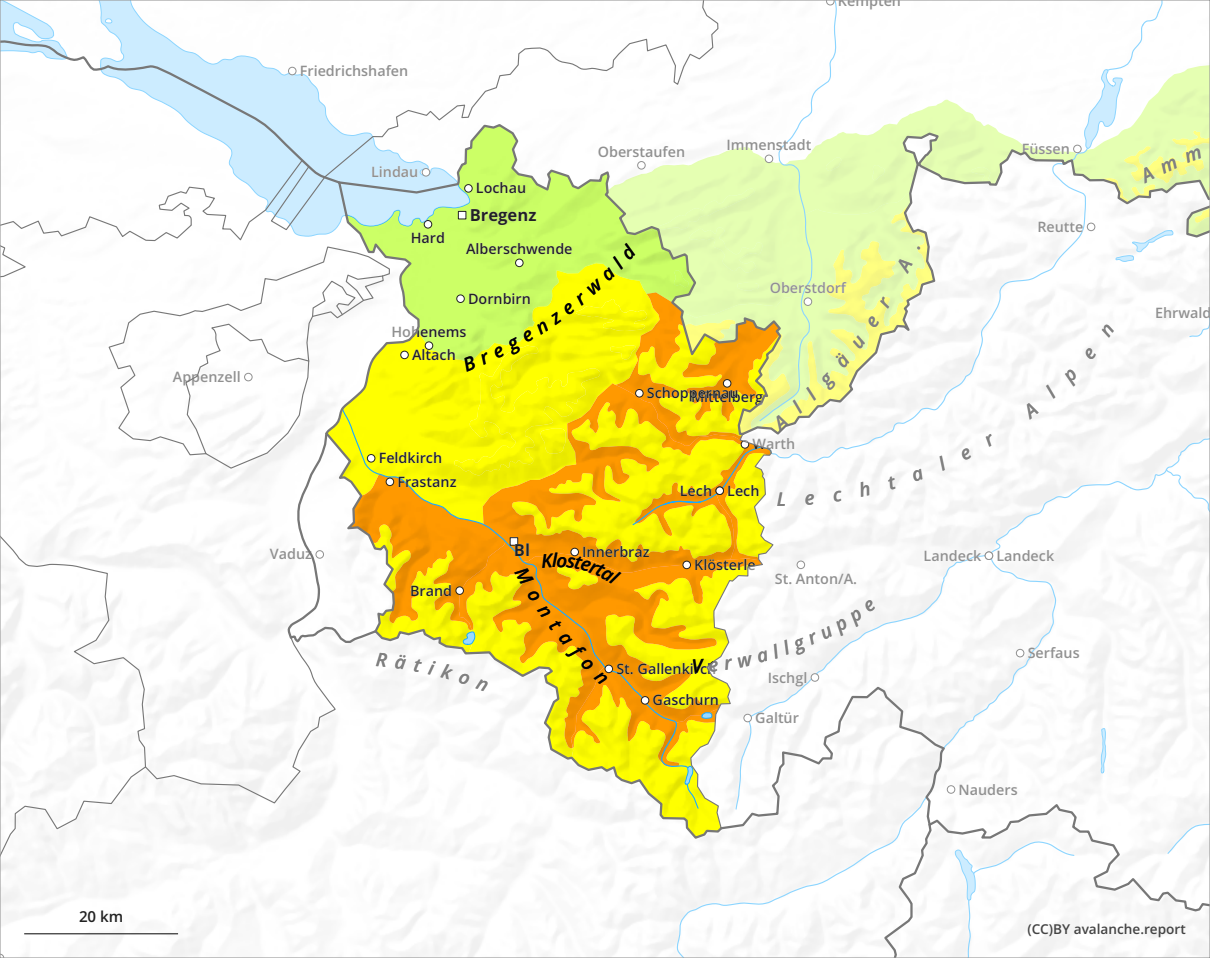 Kempten
Friedrichshafen
Oberstaufen
Immenstadt
Füssen
Amm
Lindau
Lochau
Bregenz
Hard
Alberschwende
Reutte
Bregenzerwald
Allgäuer A.
Oberstdorf
Dornbirn
Ehrwald
Hohenems
Altach
Appenzell
Schoppernau
Mittelberg
Lechtaler Alpen
Warth
Feldkirch
Frastanz
Lech
Lech
Vaduz
Bl
Innerbraz
Klostertal
Klösterle
Landeck
Landeck
St. Anton/A.
Brand
Montafon
Verwallgruppe
Rätikon
St. Gallenkirch
Serfaus
Ischgl
Gaschurn
Galtür
Nauders
20 km
(CC)BY avalanche.report